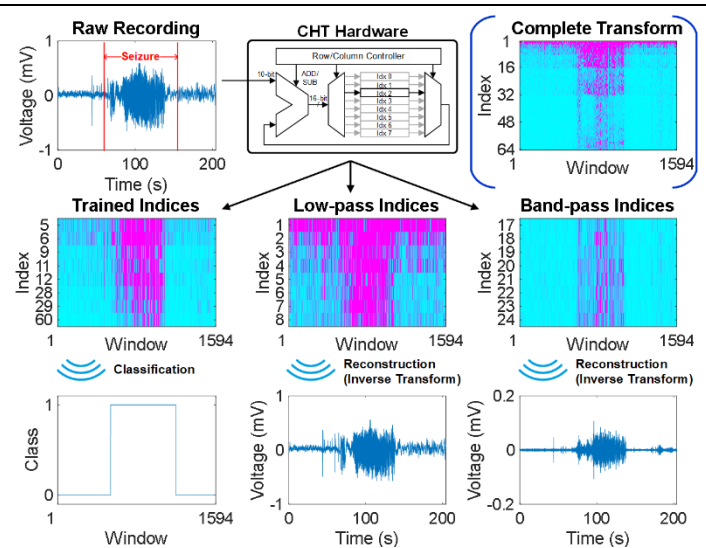 Raw Recording
Seizure
Voltage (mV)
1
0
-1
0
100
200
Time (s)
CHT Hardware
Row/Column Controller
10-bit
ADD/
SUB
16-bit
Idx 0
Idx 1
Idx 2
Idx 3
Idx 4
Idx 5
Idx 6
Idx 7
Complete Transform
Index
1
16
32
48
64
1
1594
Window
Trained Indices
Index
5
6
9
11
12
28
29
60
1
1594
Window
Low-pass Indices
Index
1
2
3
4
5
6
7
8
1
1594
Window
Band-pass Indices
Index
17
18
19
20
21
22
23
24
1
1594
Window
Classification
Reconstruction
(Inverse Transform)
Reconstruction
(Inverse Transform)
Class
1
0
1
1594
Window
Voltage (mV)
1
0
-1
0
100
200
Time (s)
Voltage (mV)
0.2
0
-0.2
0
100
200
Time (s)